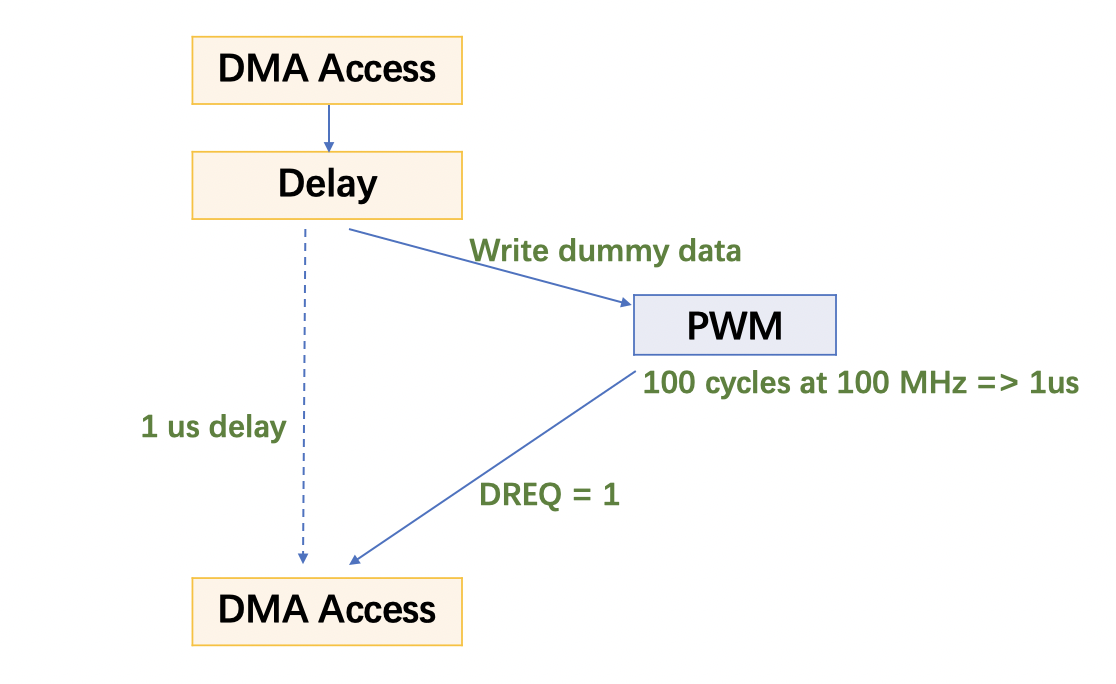 DMA Access
Delay
Write dummy data
PWM
100 cycles at 100 MHz => 1us
1 us delay
DREQ = 1
DMA Access